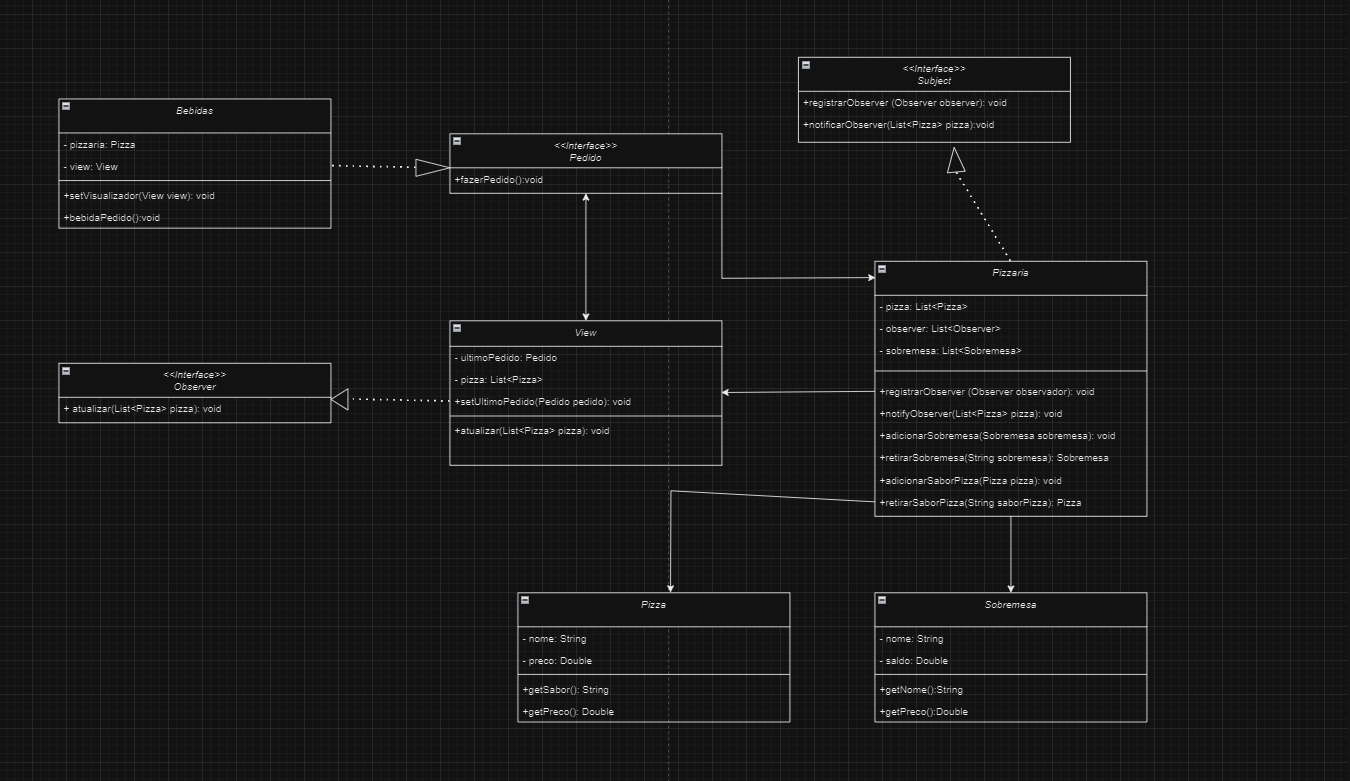 <<Interface>>
Subject
+registrarObserver (Observer observer): void
+notificarObserver(List<Pizza> pizza):void
Bebidas
- pizzaria: Pizza
- view: View
+setVisualizador(View view): void
+bebidaPedido():void
<<Interface>>
Pedido
+fazerPedido():void
Pizzaria
- pizza: List<Pizza>
- observer: List<Observer>
- sobremesa: List<Sobremesa>
+registrarObserver (Observer observador): void
+notifyObserver(List<Pizza> pizza): void
+adicionarSobremesa(Sobremesa sobremesa): void
+retirarSobremesa(String sobremesa): Sobremesa
+adicionarSaborPizza(Pizza pizza): void
+retirarSaborPizza(String saborPizza): Pizza
View
- ultimoPedido: Pedido
- pizza: List<Pizza>
+setUltimoPedido(Pedido pedido): void
+atualizar(List<Pizza> pizza): void
<<Interface>>
Observer
+ atualizar(List<Pizza> pizza): void
Pizza
- nome: String
- preco: Double
+getSabor(): String
+getPreco(): Double
Sobremesa
- nome: String
- saldo: Double
+getNome():String
+getPreco():Double